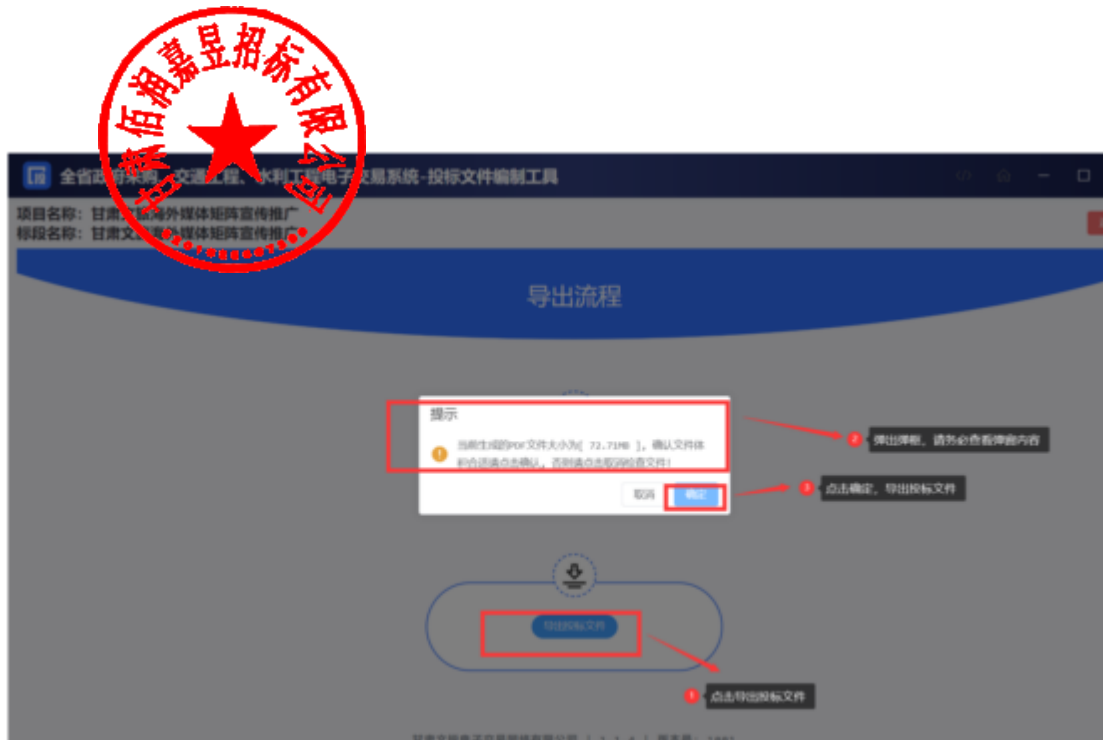 甘肃佰润嘉昱招标有限公司
全省政府采购、交通工程、水利工程电子交易系统-投标文件编制工具
项目名称：甘肃文旅海外媒体矩阵宣传推广
标段名称：甘肃文旅海外媒体矩阵宣传推广
导出流程
提示
当前生成的PDF文件大小为[ 72.71MB ]，确认文件体
积合适请点击确认，否则请点击取消检查文件！
取消 确定
2 弹出弹框，请务必查看弹窗内容
3 点击确定，导出投标文件
导出投标文件
1 点击导出投标文件